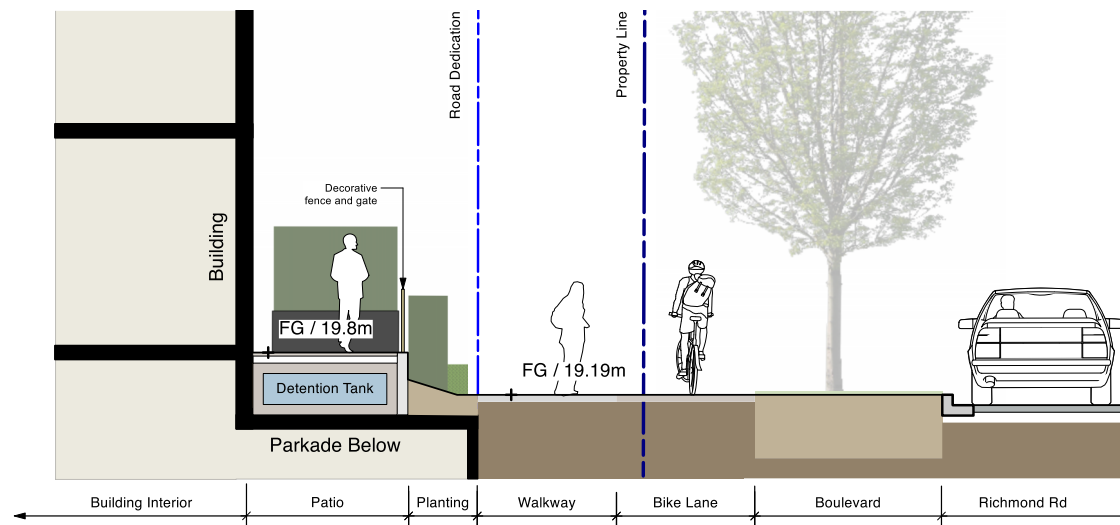 Road Dedication
Property Line
Decorative
fence and gate
Building
FG / 19.8m
FG / 19.19m
Detention Tank
Parkade Below
Building Interior
Patio
Planting
Walkway
Bike Lane
Boulevard
Richmond Rd